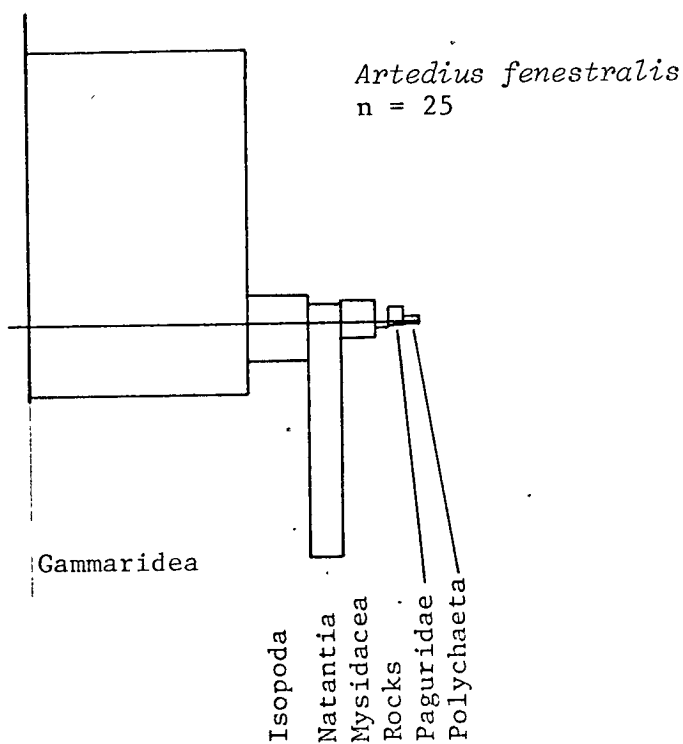 Artedius fenestralis
n = 25
Gammaridea
Isopoda
Natantia
Mysidacea
Rocks
Paguridae
Polychaeta